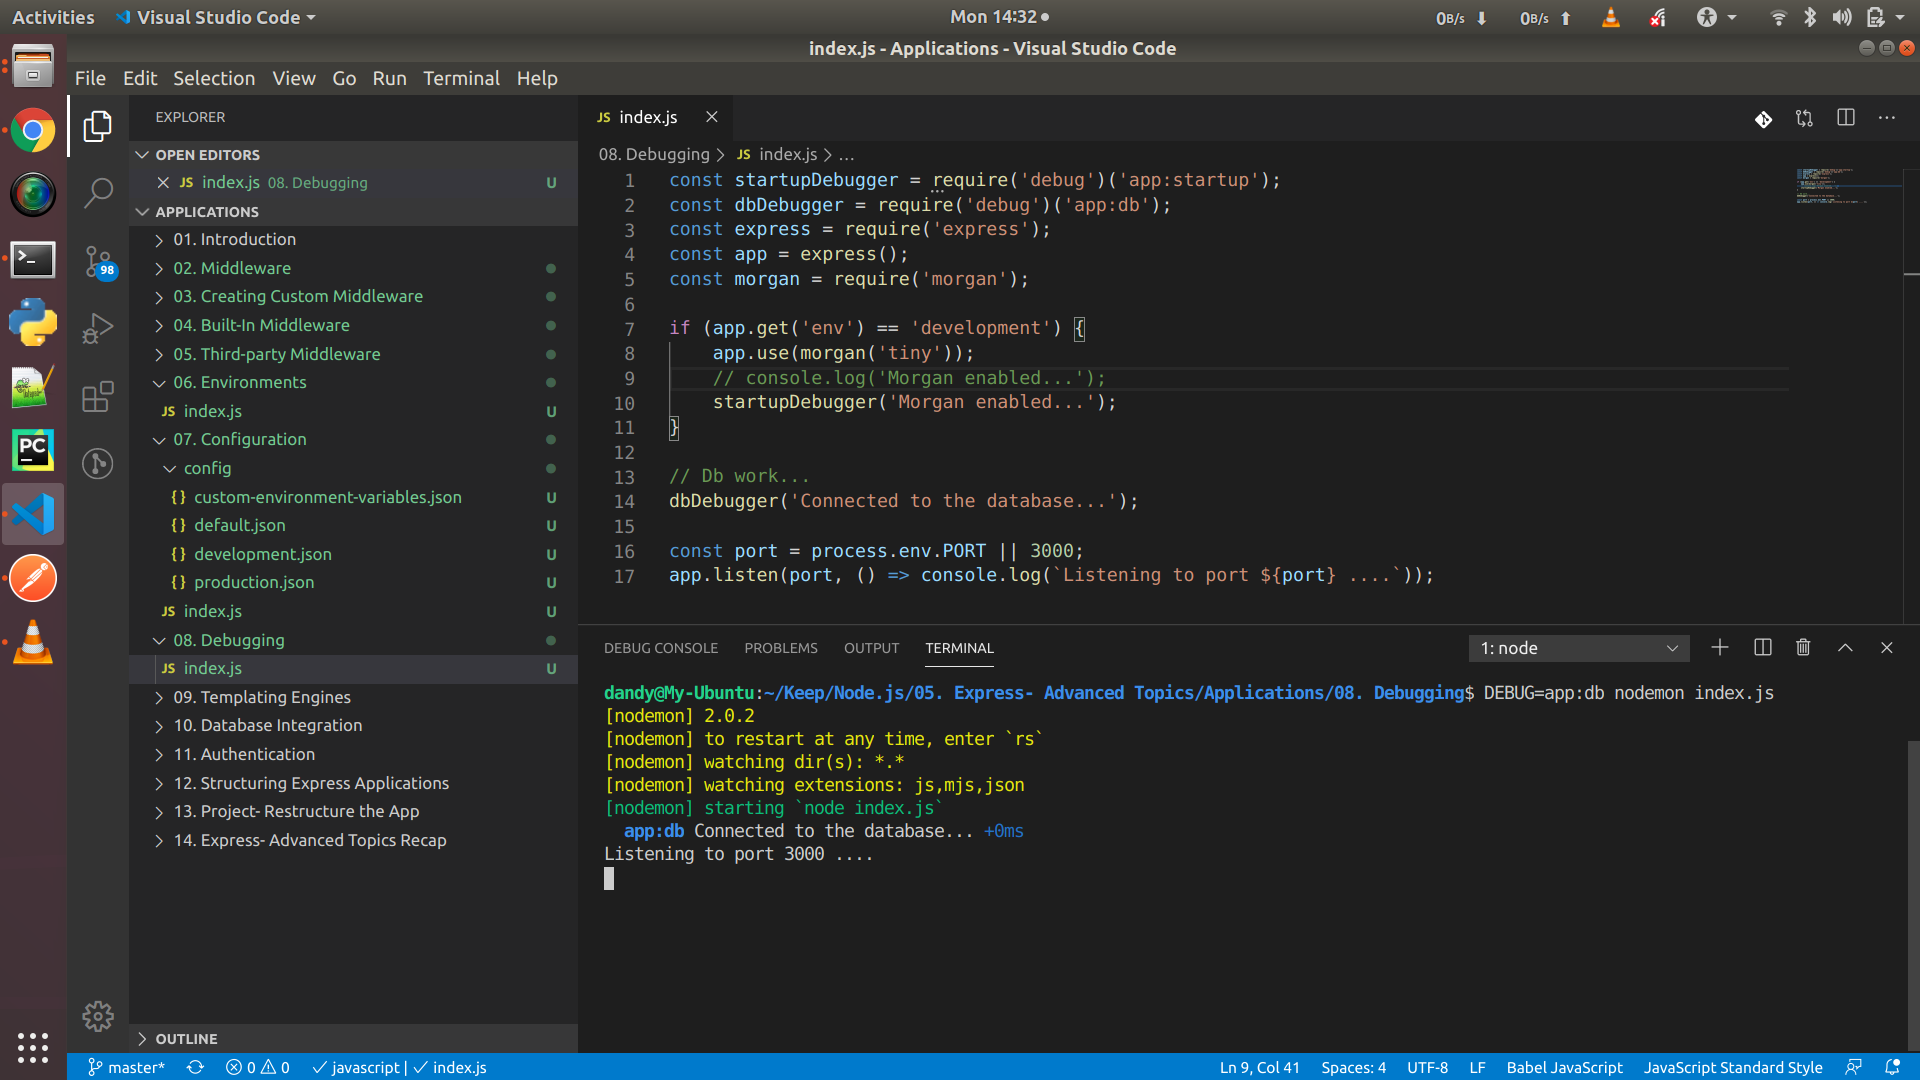 Activities Visual Studio Code Mon 14:32 0B/s 0B/s
index.js - Applications - Visual Studio Code
File Edit Selection View Go Run Terminal Help
EXPLORER
OPEN EDITORS
JS index.js 08. Debugging U
APPLICATIONS
01. Introduction
02. Middleware
03. Creating Custom Middleware
04. Built-In Middleware
05. Third-party Middleware
06. Environments
JS index.js U
07. Configuration
config
{} custom-environment-variables.json U
{} default.json U
{} development.json U
{} production.json U
JS index.js U
08. Debugging
JS index.js U
09. Templating Engines
10. Database Integration
11. Authentication
12. Structuring Express Applications
13. Project- Restructure the App
14. Express- Advanced Topics Recap
OUTLINE
98
PC
JS index.js
08. Debugging > JS index.js > ...
1 const startupDebugger = require('debug')('app:startup');
2 const dbDebugger = require('debug')('app:db');
3 const express = require('express');
4 const app = express();
5 const morgan = require('morgan');
6
7 if (app.get('env') == 'development') {
8 app.use(morgan('tiny'));
9 // console.log('Morgan enabled...');
10 startupDebugger('Morgan enabled...');
11 }
12
13 // Db work...
14 dbDebugger('Connected to the database...');
15
16 const port = process.env.PORT || 3000;
17 app.listen(port, () => console.log(`Listening to port ${port} ....`));
DEBUG CONSOLE PROBLEMS OUTPUT TERMINAL 1: node
dandy@My-Ubuntu:~/Keep/Node.js/05. Express- Advanced Topics/Applications/08. Debugging$ DEBUG=app:db nodemon index.js
[nodemon] 2.0.2
[nodemon] to restart at any time, enter `rs`
[nodemon] watching dir(s): *.*
[nodemon] watching extensions: js,mjs,json
[nodemon] starting `node index.js`
app:db Connected to the database... +0ms
Listening to port 3000 ....
master* 0 0 javascript | index.js Ln 9, Col 41 Spaces: 4 UTF-8 LF Babel JavaScript JavaScript Standard Style